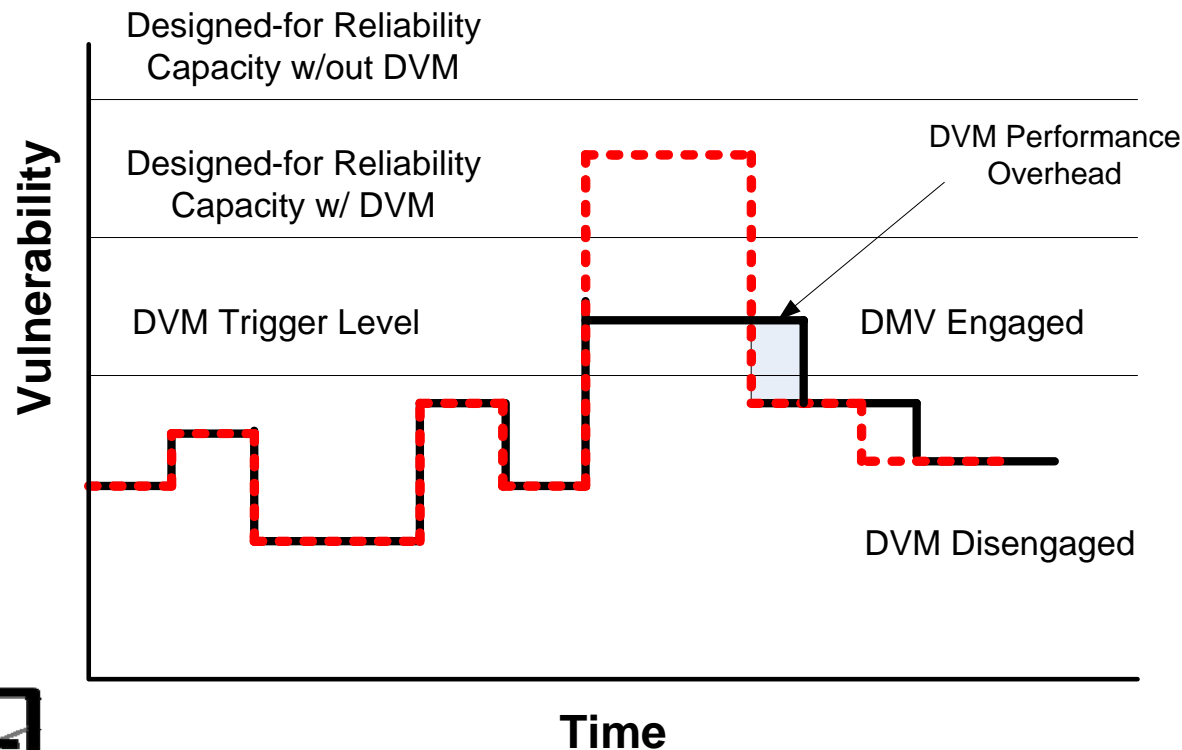 Designed-for Reliability
Capacity w/out DVM
DVM Performance
Overhead
Designed-for Reliability
Capacity w/ DVM
Vulnerability
DVM Trigger Level
DMV Engaged
DVM Disengaged
Time